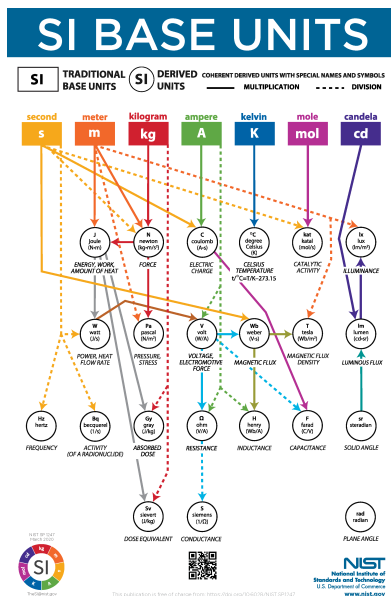 SI BASE UNITS
SI
TRADITIONAL
BASE UNITS
SI
DERIVED
UNITS
COHERENT DERIVED UNITS WITH SPECIAL NAMES AND SYMBOLS
MULTIPLICATION
DIVISION
second
meter
kilogram
ampere
kelvin
mole
candela
s
m
kg
A
K
mol
cd
J
joule
(N·m)
N
newton
(kg·m/s²)
C
coulomb
(A·s)
°C
degree
Celsius
(K)
kat
katal
(mol/s)
lx
lux
(lm/m²)
ENERGY, WORK,
AMOUNT OF HEAT
FORCE
ELECTRIC
CHARGE
CELSIUS
TEMPERATURE
t/°C=T/K–273.15
CATALYTIC
ACTIVITY
ILLUMINANCE
W
watt
(J/s)
Pa
pascal
(N/m²)
V
volt
(W/A)
Wb
weber
(V·s)
T
tesla
(Wb/m²)
lm
lumen
(cd·sr)
POWER, HEAT
FLOW RATE
PRESSURE,
STRESS
VOLTAGE,
ELECTROMOTIVE
FORCE
MAGNETIC FLUX
MAGNETIC FLUX
DENSITY
LUMINOUS FLUX
Hz
hertz
Bq
becquerel
(1/s)
Gy
gray
(J/kg)
Ω
ohm
(V/A)
H
henry
(Wb/A)
F
farad
(C/V)
sr
steradian
FREQUENCY
ACTIVITY
(OF A RADIONUCLIDE)
ABSORBED
DOSE
RESISTANCE
INDUCTANCE
CAPACITANCE
SOLID ANGLE
Sv
sievert
(J/kg)
S
siemens
(1/Ω)
rad
radian
DOSE EQUIVALENT
CONDUCTANCE
PLANE ANGLE
SI
NIST
National Institute of
Standards and Technology
U.S. Department of Commerce
www.nist.gov